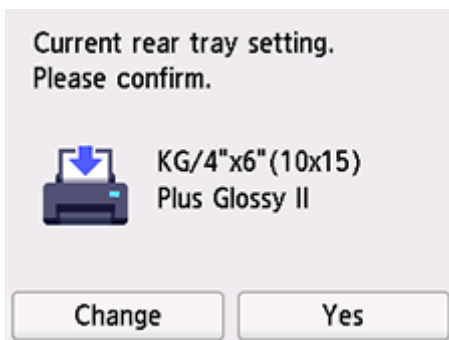 Current rear tray setting.
Please confirm.
KG/4"x6"(10x15)
Plus Glossy II
Change
Yes